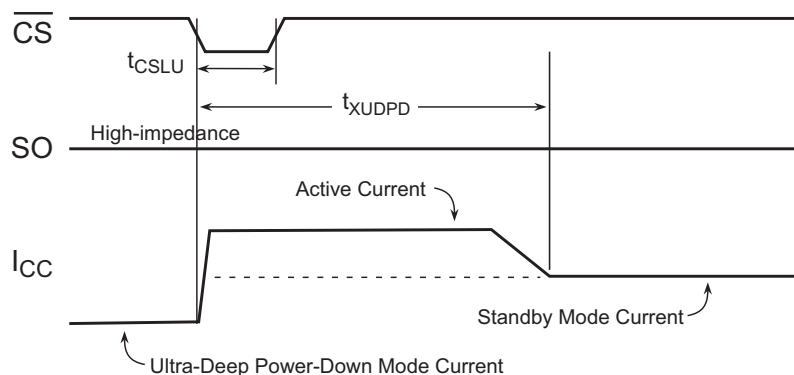 CS
tCSLU
tXUDPD
High-impedance
SO
Active Current
ICC
Standby Mode Current
Ultra-Deep Power-Down Mode Current